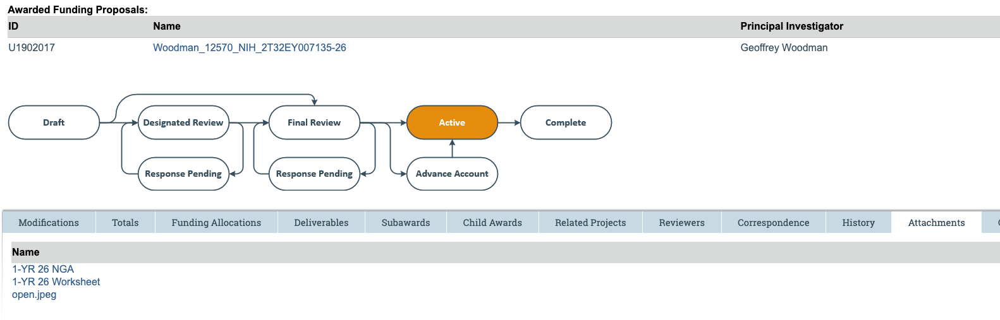 Awarded Funding Proposals:
ID Name Principal Investigator
U1902017 Woodman_12570_NIH_2T32EY007135-26 Geoffrey Woodman
Draft Designated Review Final Review Active Complete
Response Pending Response Pending Advance Account
Modifications Totals Funding Allocations Deliverables Subawards Child Awards Related Projects Reviewers Correspondence History Attachments
Name
1-YR 26 NGA
1-YR 26 Worksheet
open.jpeg